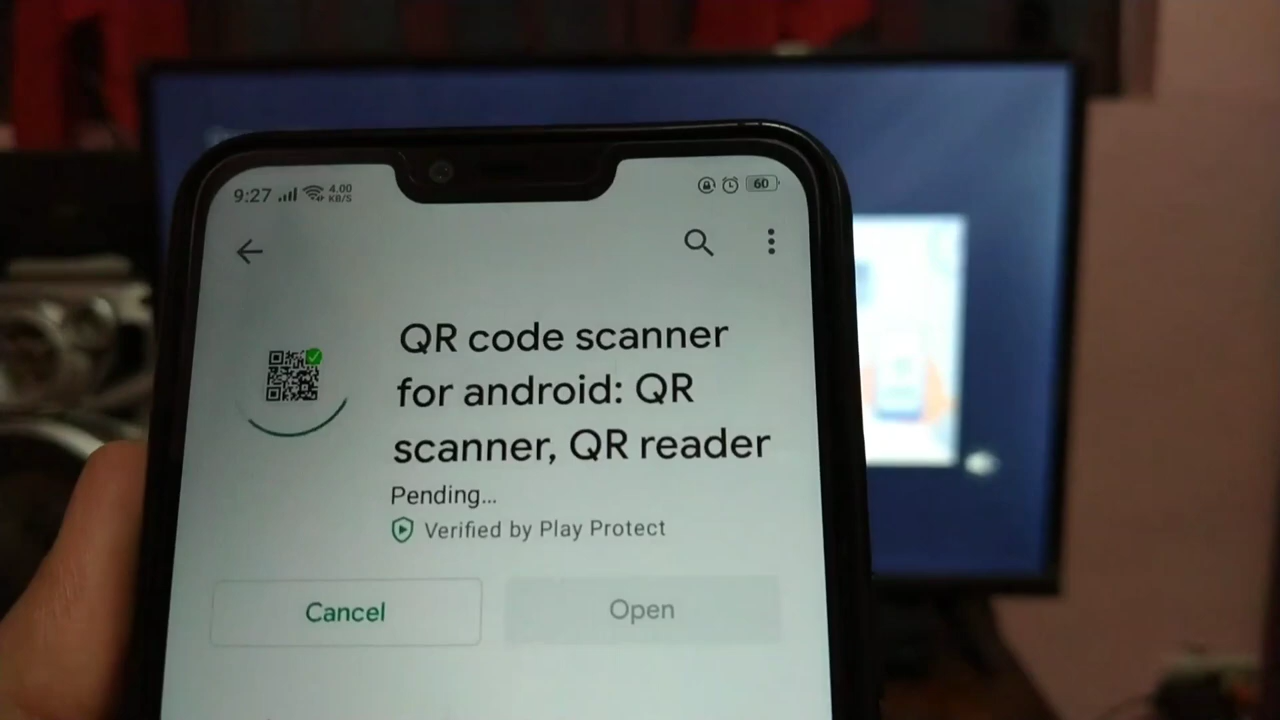 9:27 4.00 KB/S 60
QR code scanner
for android: QR
scanner, QR reader
Pending...
Verified by Play Protect
Cancel Open